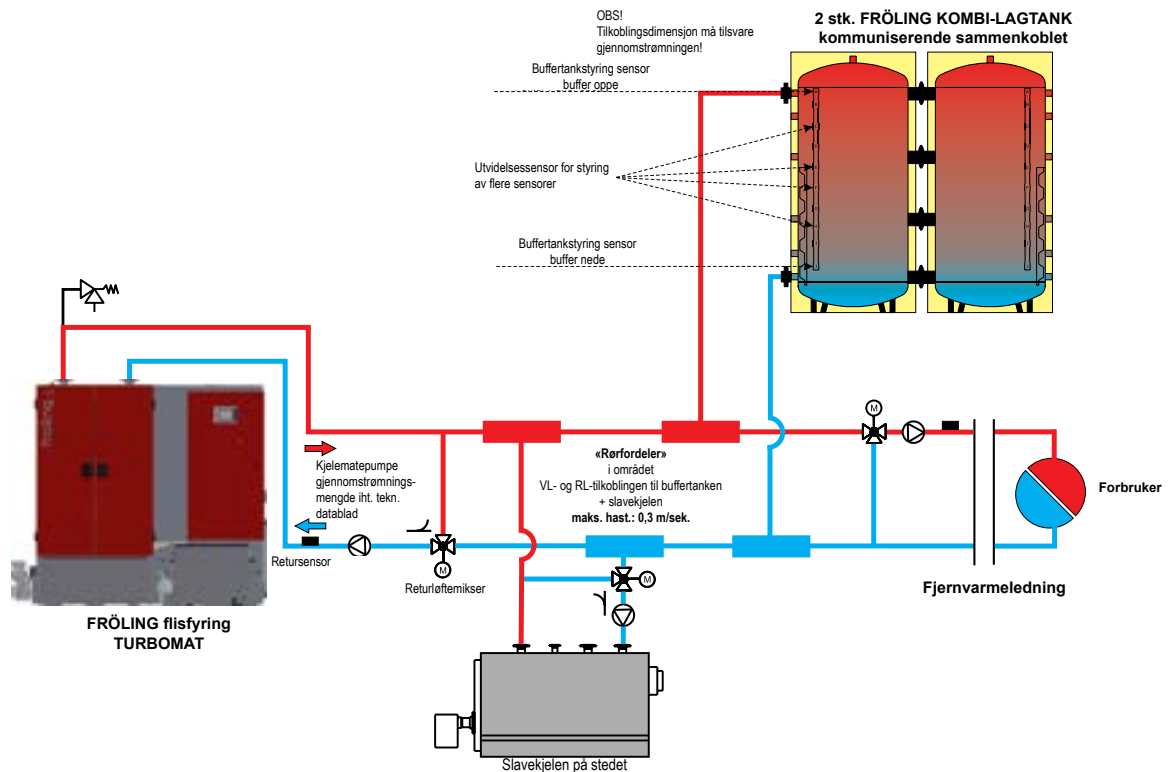 OBS!
Tilkoblingsdimensjon må tilsvare
gjennomstrømningen!
2 stk. FRÖLING KOMBI-LAGTANK
kommuniserende sammenkoblet
Buffertankstyring sensor
buffer oppe
Utvidelsessensor for styring
av flere sensorer
Buffertankstyring sensor
buffer nede
fröling
Kjelematepumpe
gjennomstrømnings-
mengde iht. tekn.
datablad
Retursensor
M
Returløftemikser
«Rørfordeler»
i området
VL- og RL-tilkoblingen til buffertanken
+ slavekjelen
maks. hast.: 0,3 m/sek.
M
M
Forbruker
Fjernvarmeledning
FRÖLING flisfyring
TURBOMAT
Slavekjelen på stedet